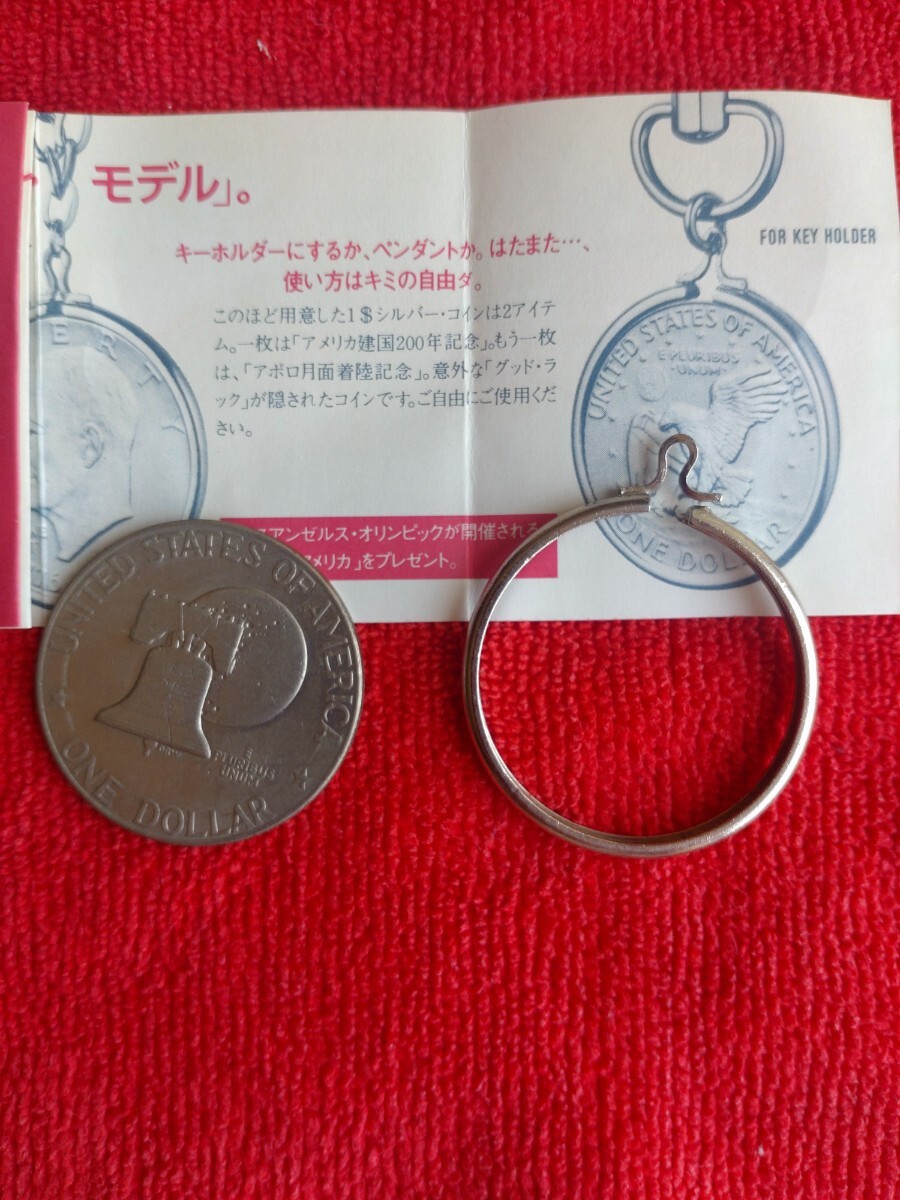 モデル」。
キーホルダーにするか、ペンダントか。はたまた…、
使い方はキミの自由ダ。
このほど用意した1$シルバー・コインは2アイテ
ム。一枚は「アメリカ建国200年記念」。もう一枚
は、「アポロ月面着陸記念」。意外な「グッド・ラ
ック」が隠されたコインです。ご自由にご使用くだ
さい。
アンゼルス・オリンピックが開催される
メリカ」をプレゼント。
FOR KEY HOLDER
UNITED STATES OF AMERICA
E PLURIBUS
UNUM
ONE DOLLAR
ERTY
UNITED STATES OF AMERICA
E
PLURIBUS
UNUM
ONE DOLLAR